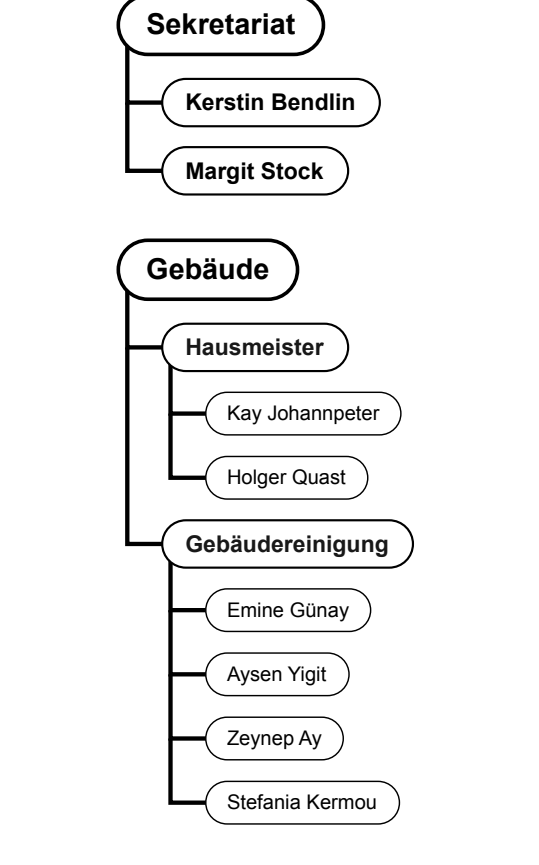 Sekretariat
Kerstin Bendlin
Margit Stock
Gebäude
Hausmeister
Kay Johannpeter
Holger Quast
Gebäudereinigung
Emine Günay
Aysen Yigit
Zeynep Ay
Stefania Kermou